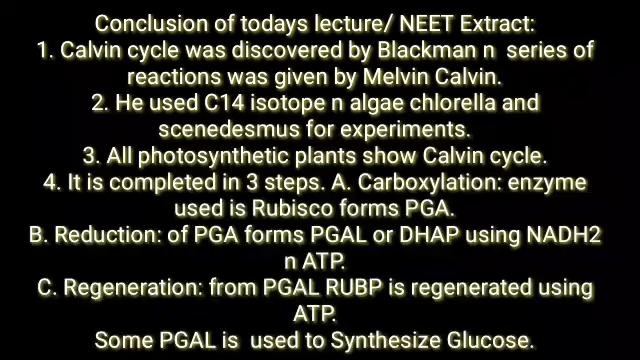 Conclusion of todays lecture/ NEET Extract:
1. Calvin cycle was discovered by Blackman n series of
reactions was given by Melvin Calvin.
2. He used C14 isotope n algae chlorella and
scenedesmus for experiments.
3. All photosynthetic plants show Calvin cycle.
4. It is completed in 3 steps. A. Carboxylation: enzyme
used is Rubisco forms PGA.
B. Reduction: of PGA forms PGAL or DHAP using NADH2
n ATP.
C. Regeneration: from PGAL RUBP is regenerated using
ATP.
Some PGAL is used to Synthesize Glucose.